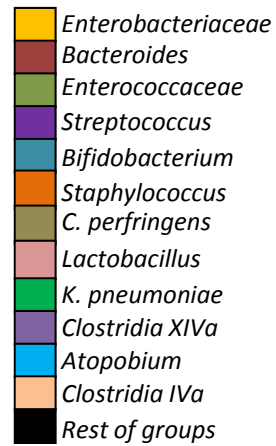 Enterobacteriaceae
Bacteroides
Enterococcaceae
Streptococcus
Bifidobacterium
Staphylococcus
C. perfringens
Lactobacillus
K. pneumoniae
Clostridia XIVa
Atopobium
Clostridia IVa
Rest of groups